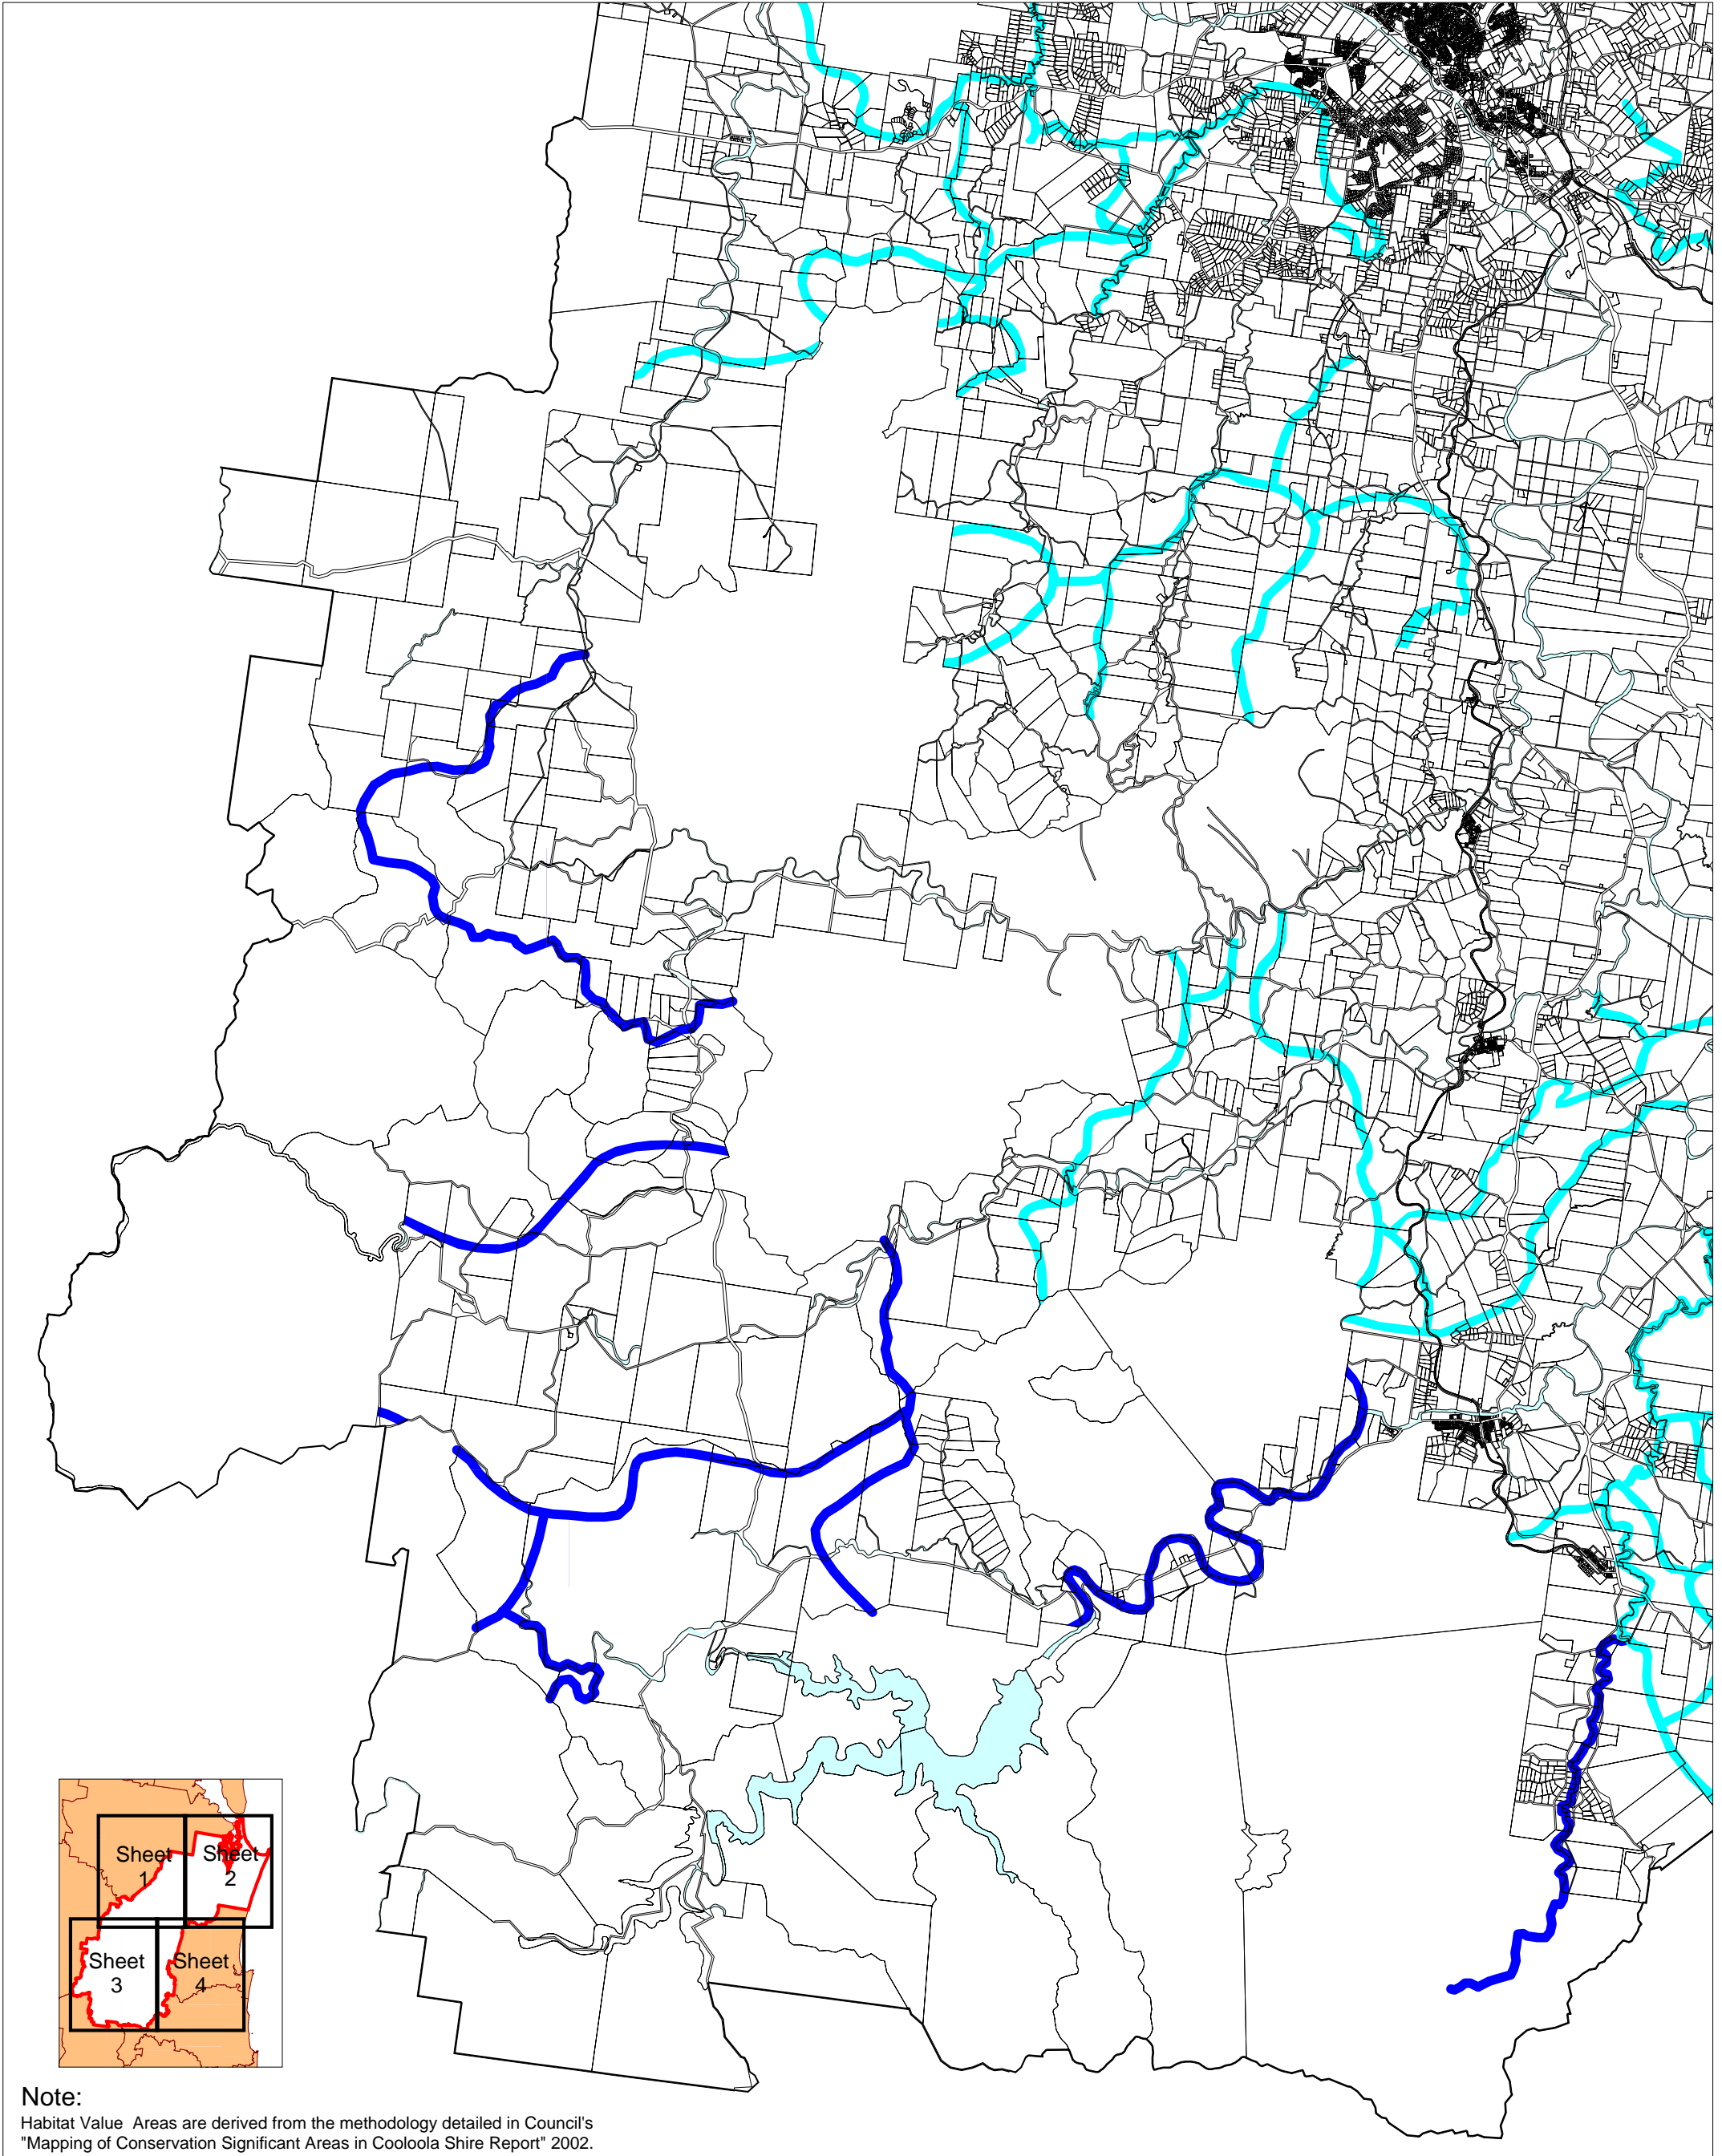 Sheet
1
Sheet
2
Sheet
3
Sheet
4
Note:
Habitat Value Areas are derived from the methodology detailed in Council's
"Mapping of Conservation Significant Areas in Cooloola Shire Report" 2002.